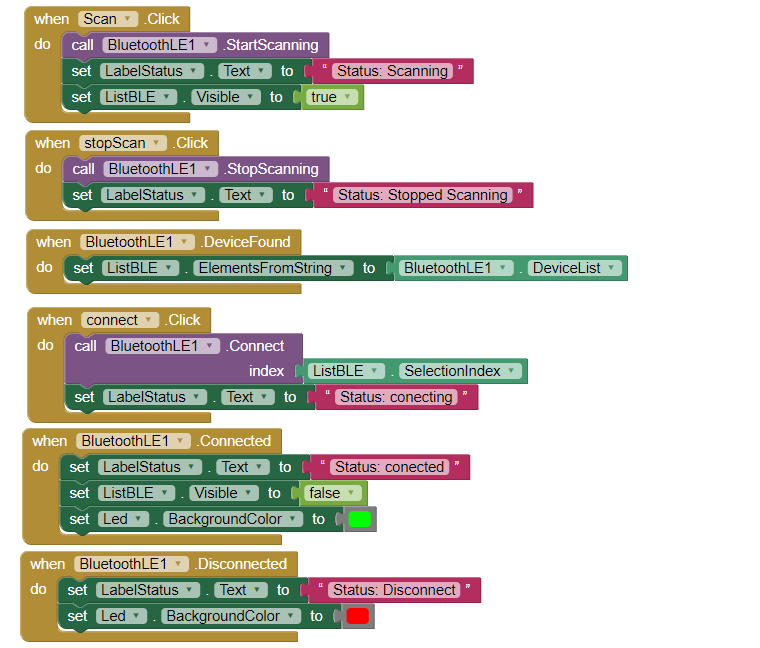 when Scan .Click
do call BluetoothLE1 .StartScanning
set LabelStatus . Text to “ Status: Scanning ”
set ListBLE . Visible to true
when stopScan .Click
do call BluetoothLE1 .StopScanning
set LabelStatus . Text to “ Status: Stopped Scanning ”
when BluetoothLE1 .DeviceFound
do set ListBLE . ElementsFromString to BluetoothLE1 . DeviceList
when connect .Click
do call BluetoothLE1 .Connect
index ListBLE . SelectionIndex
set LabelStatus . Text to “ Status: conecting ”
when BluetoothLE1 .Connected
do set LabelStatus . Text to “ Status: conected ”
set ListBLE . Visible to false
set Led . BackgroundColor to
when BluetoothLE1 .Disconnected
do set LabelStatus . Text to “ Status: Disconnect ”
set Led . BackgroundColor to